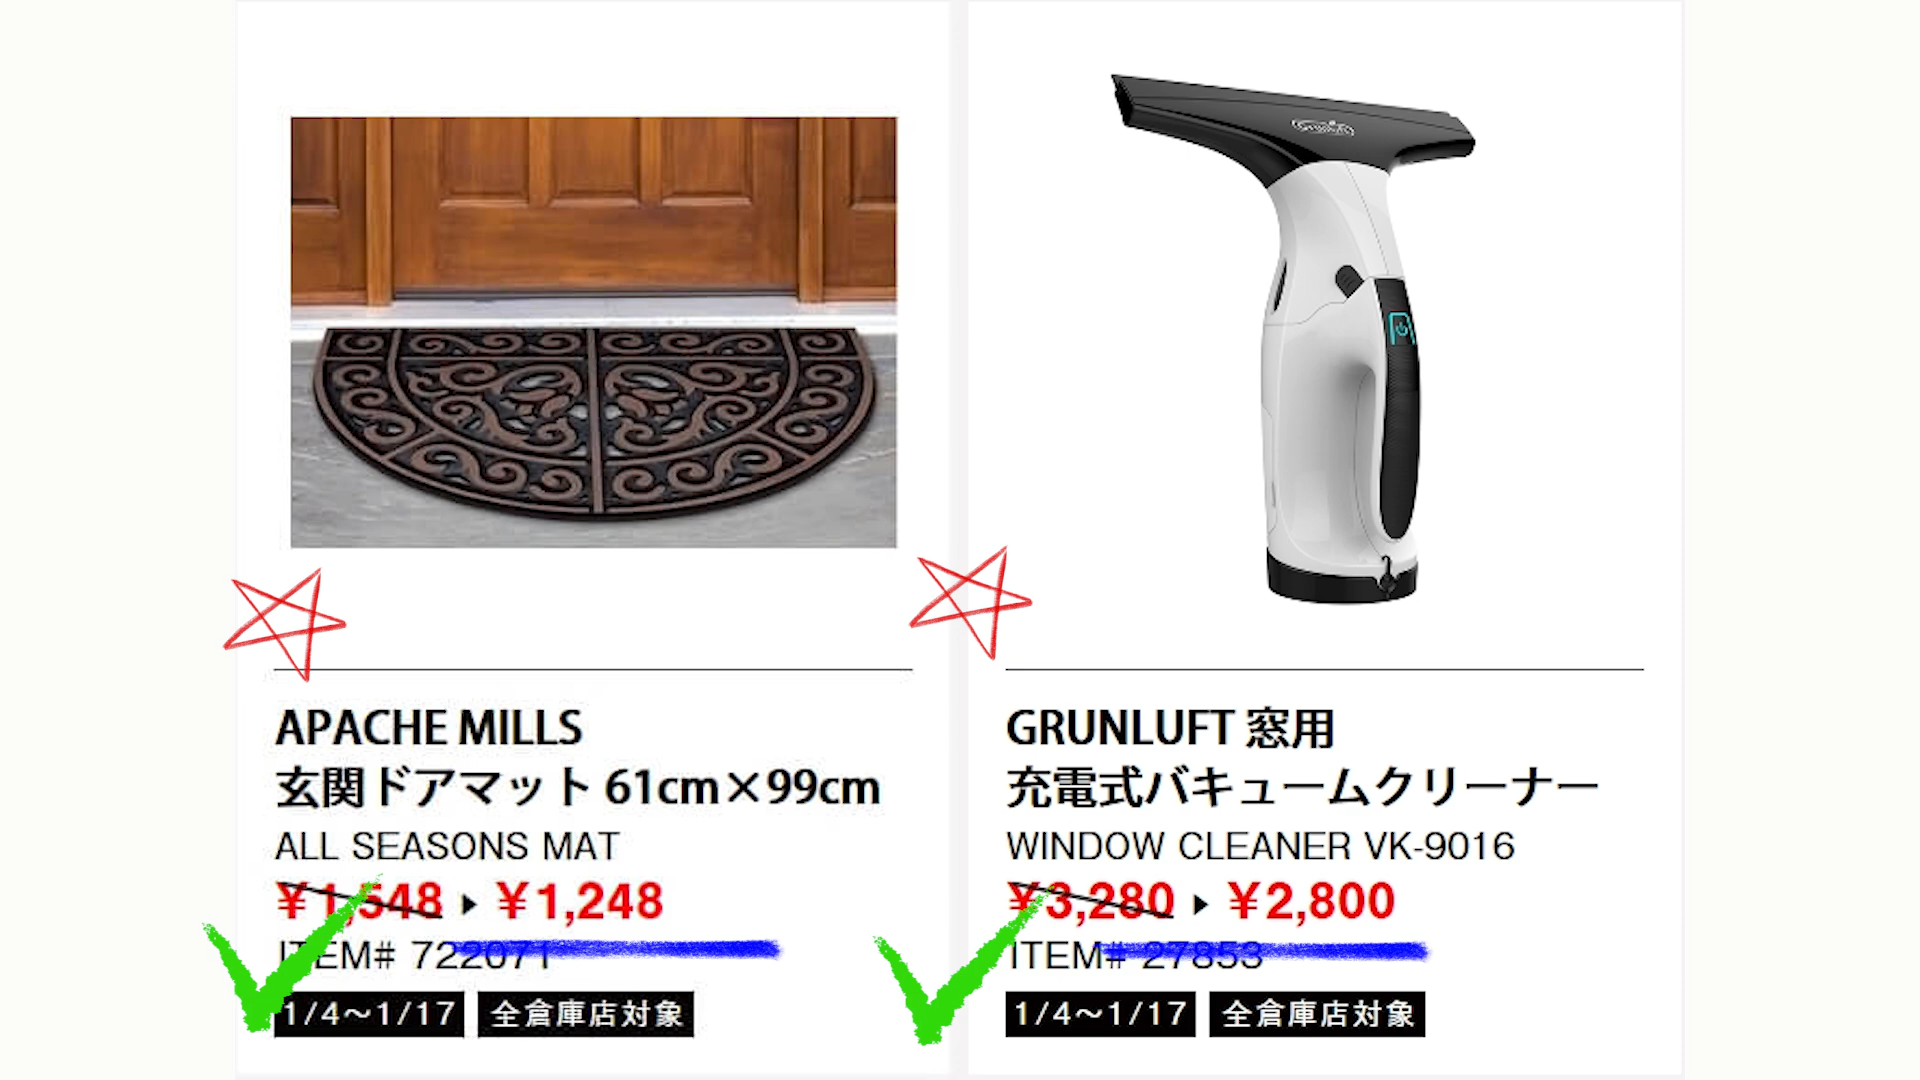 Grunluft
APACHE MILLS
玄関ドアマット 61cm×99cm
ALL SEASONS MAT
¥1,548 ▶ ¥1,248
ITEM# 722071
1/4～1/17 全倉庫店対象
GRUNLUFT 窓用
充電式バキュームクリーナー
WINDOW CLEANER VK-9016
¥3,280 ▶ ¥2,800
ITEM# 27853
1/4～1/17 全倉庫店対象